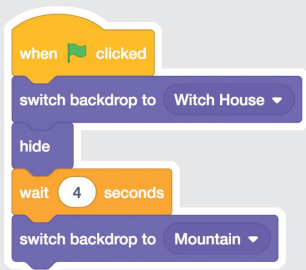 when clicked
switch backdrop to Witch House
hide
wait 4 seconds
switch backdrop to Mountain